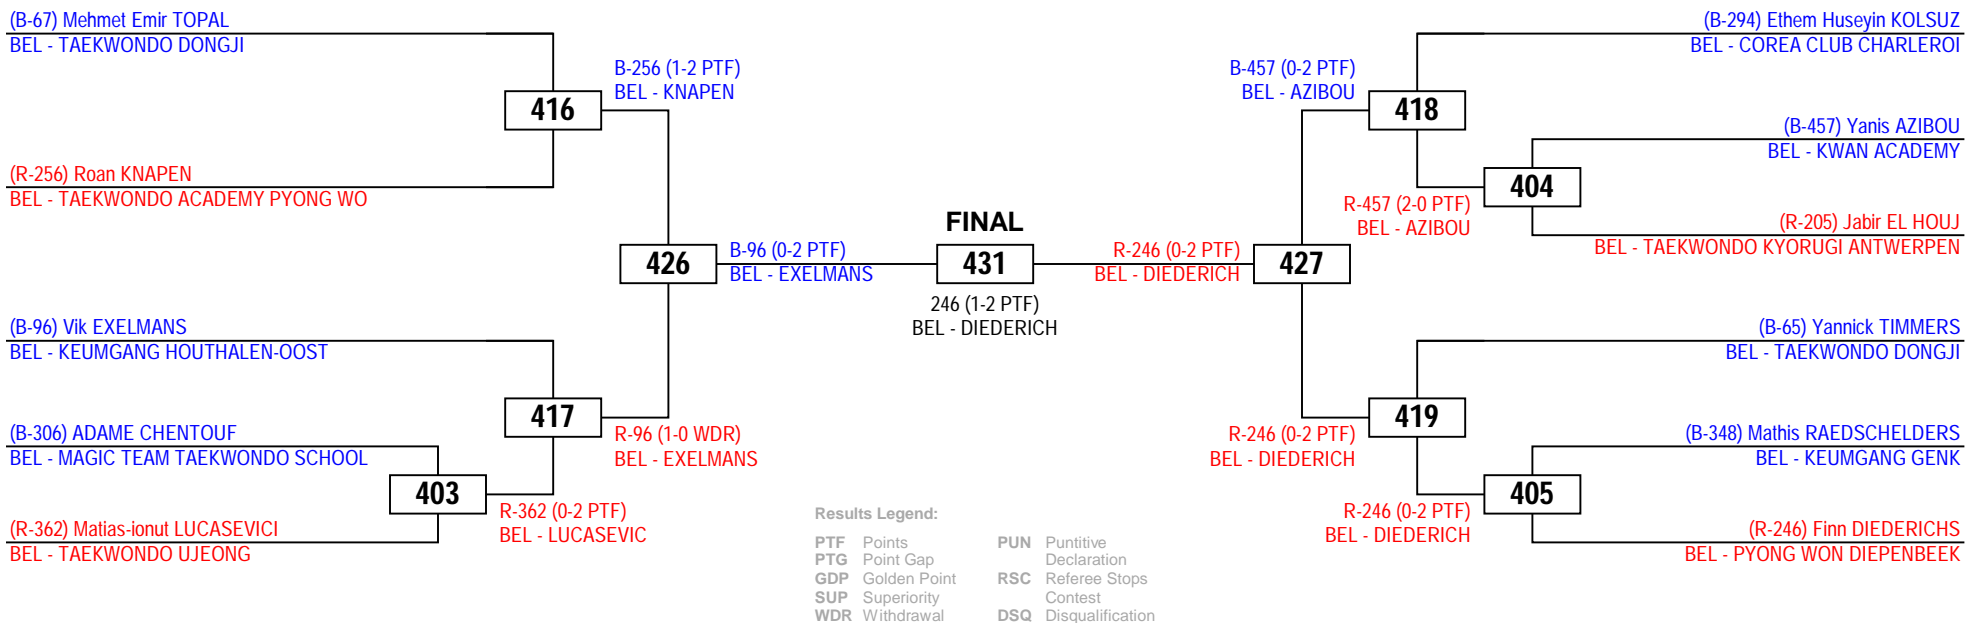 (B-67) Mehmet Emir TOPAL
BEL - TAEKWONDO DONGJI
B-256 (1-2 PTF)
BEL - KNAPEN
416
(R-256) Roan KNAPEN
BEL - TAEKWONDO ACADEMY PYONG WO
426
B-96 (0-2 PTF)
BEL - EXELMANS
(B-96) Vik EXELMANS
BEL - KEUMGANG HOUTHALEN-OOST
417
R-96 (1-0 WDR)
BEL - EXELMANS
(B-306) ADAME CHENTOUF
BEL - MAGIC TEAM TAEKWONDO SCHOOL
403
R-362 (0-2 PTF)
BEL - LUCASEVIC
(R-362) Matias-ionut LUCASEVICI
BEL - TAEKWONDO UJEONG
FINAL
431
246 (1-2 PTF)
BEL - DIEDERICH
(B-294) Ethem Huseyin KOLSUZ
BEL - COREA CLUB CHARLEROI
B-457 (0-2 PTF)
BEL - AZIBOU
418
(B-457) Yanis AZIBOU
BEL - KWAN ACADEMY
404
R-457 (2-0 PTF)
BEL - AZIBOU
(R-205) Jabir EL HOUJ
BEL - TAEKWONDO KYORUGI ANTWERPEN
R-246 (0-2 PTF)
BEL - DIEDERICH
427
(B-65) Yannick TIMMERS
BEL - TAEKWONDO DONGJI
419
R-246 (0-2 PTF)
BEL - DIEDERICH
(B-348) Mathis RAEDSCHELDERS
BEL - KEUMGANG GENK
405
R-246 (0-2 PTF)
BEL - DIEDERICH
(R-246) Finn DIEDERICHS
BEL - PYONG WON DIEPENBEEK
Results Legend:
PTF Points
PTG Point Gap
GDP Golden Point
SUP Superiority
WDR Withdrawal
PUN Puntitive
Declaration
RSC Referee Stops
Contest
DSQ Disqualification